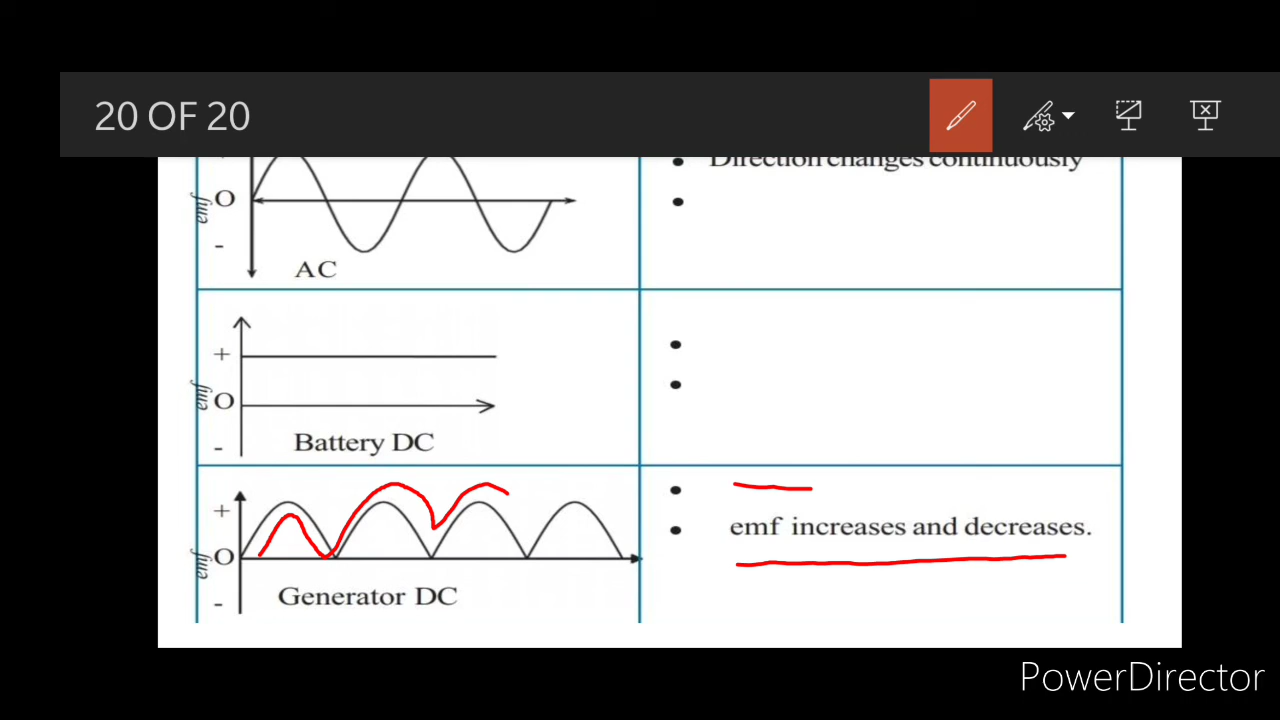 20 OF 20
Direction changes continuously
emf
O
-
AC
+
emf
O
-
Battery DC
+
emf
O
-
Generator DC
emf increases and decreases.
PowerDirector